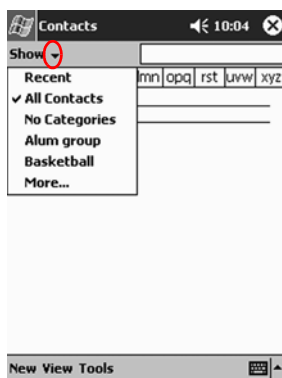 Contacts 10:04
Show
Recent mno opq rst uvw xyz
✓ All Contacts
No Categories
Alum group
Basketball
More...
New View Tools